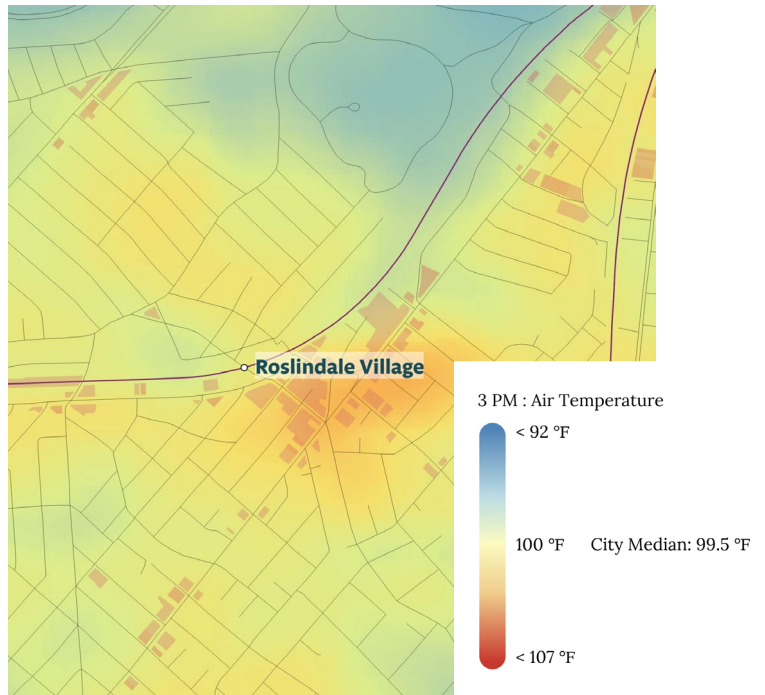 Roslindale Village
3 PM : Air Temperature
< 92 °F
100 °F City Median: 99.5 °F
< 107 °F